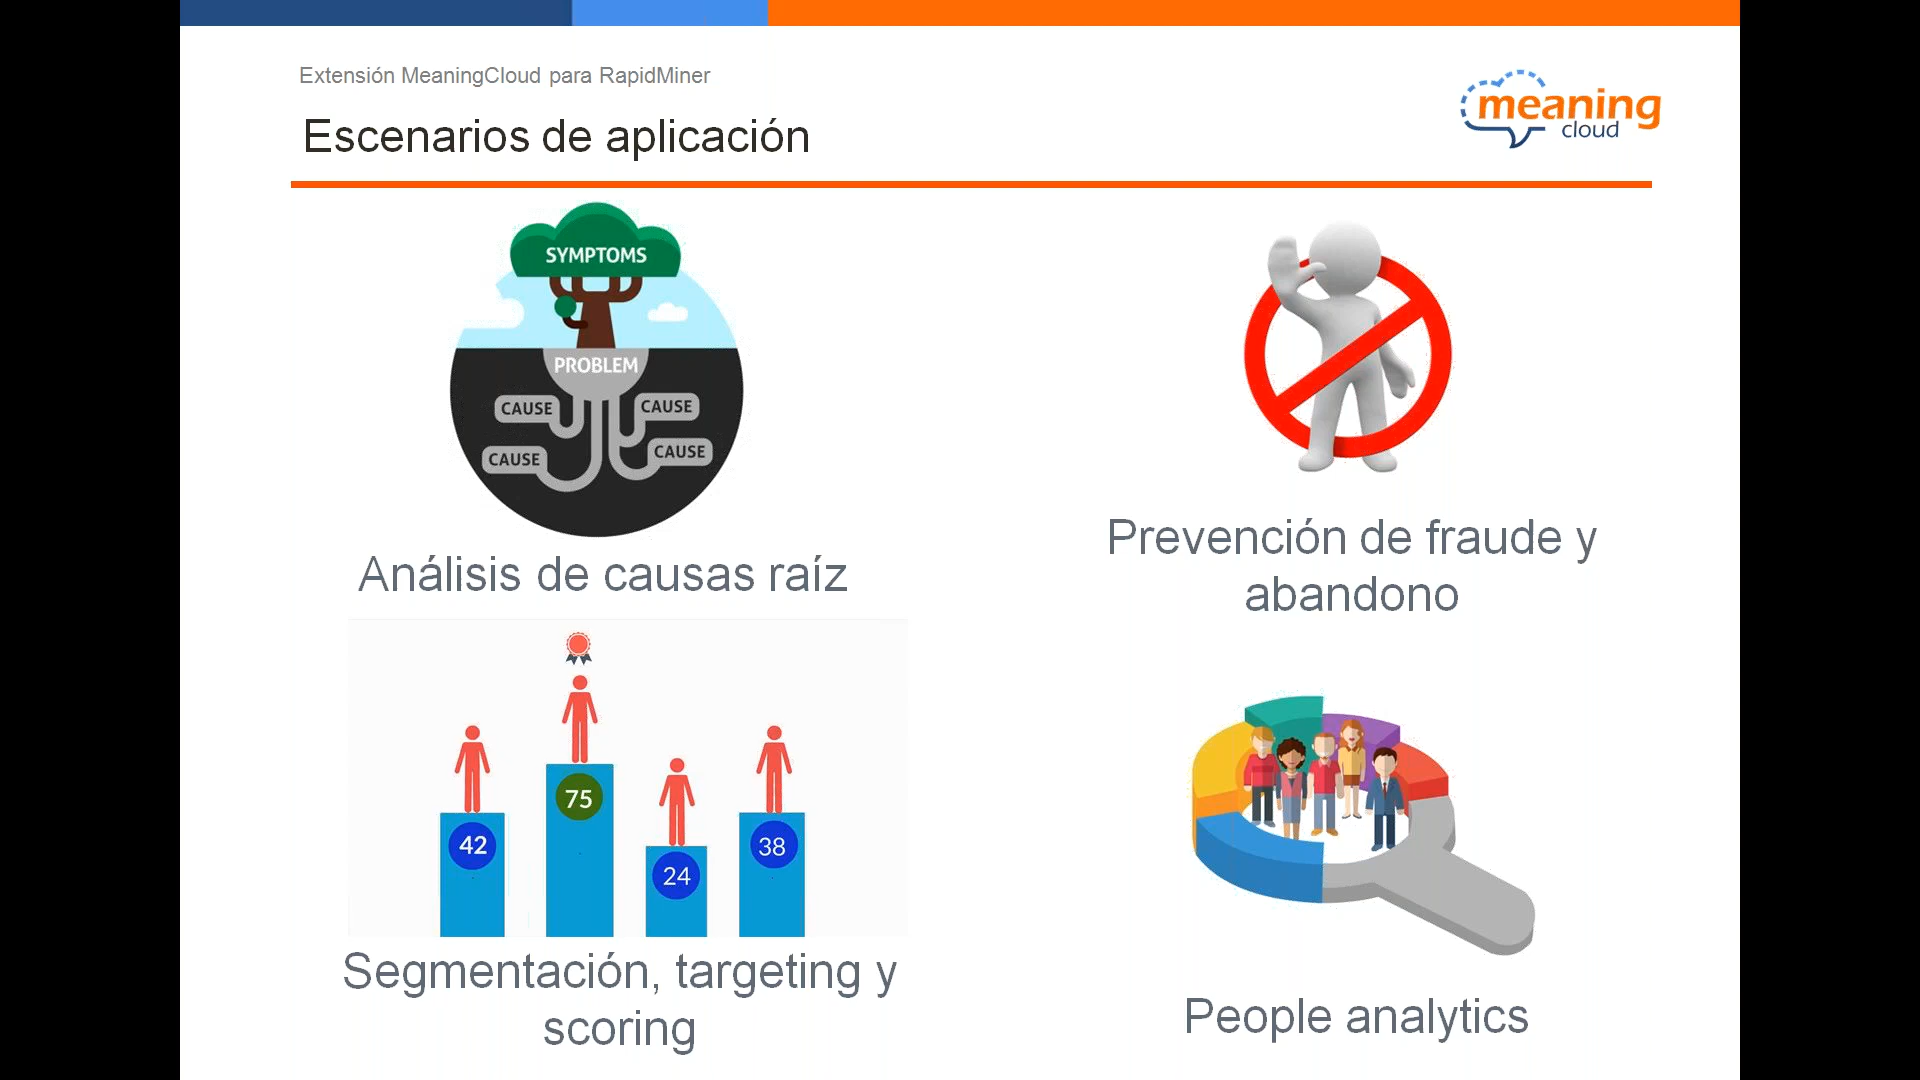 Extensión MeaningCloud para RapidMiner
Escenarios de aplicación
meaning
cloud
SYMPTOMS
PROBLEM
CAUSE
CAUSE
CAUSE
CAUSE
Análisis de causas raíz
Prevención de fraude y
abandono
42
75
24
38
Segmentación, targeting y
scoring
People analytics